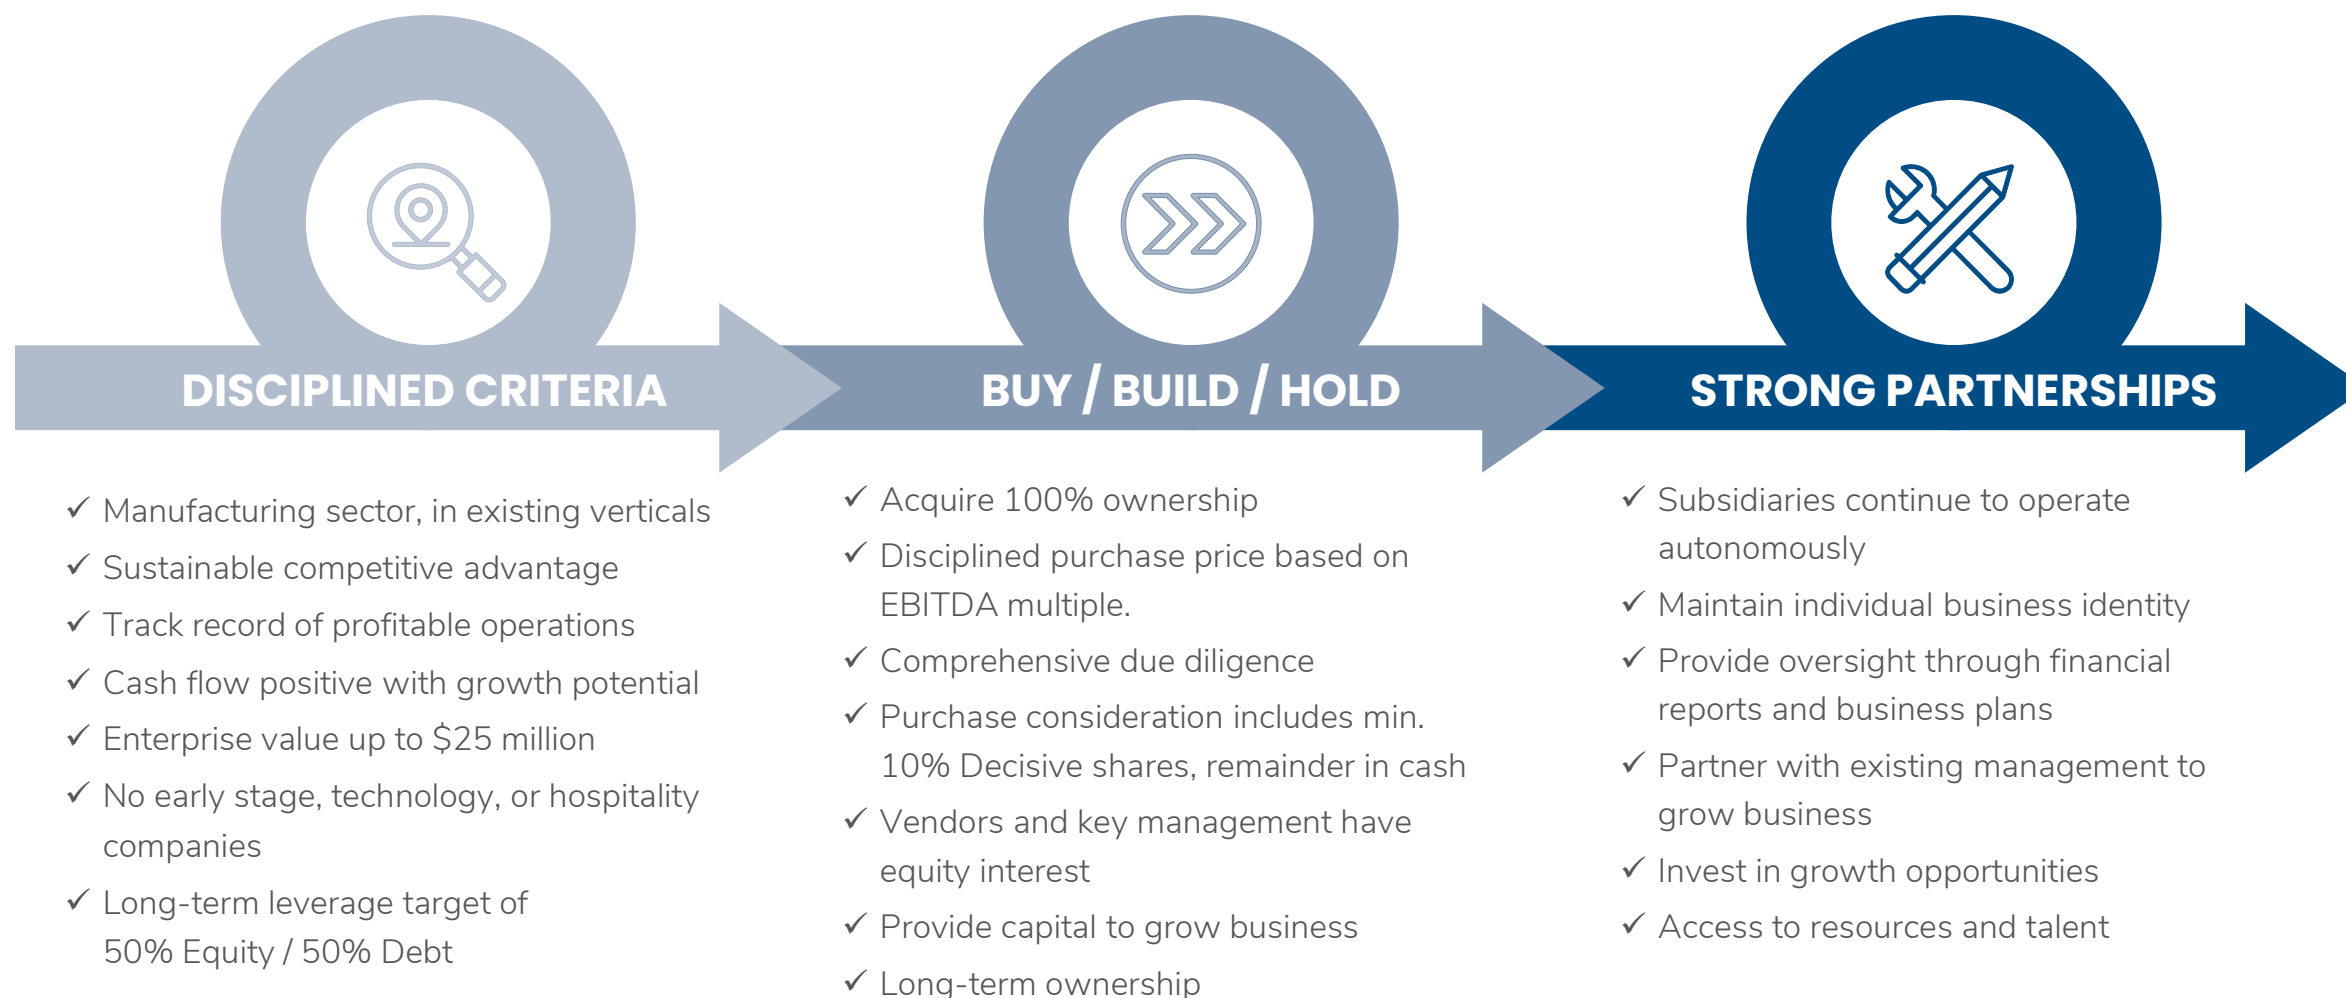 DISCIPLINED CRITERIA
✓ Manufacturing sector, in existing verticals
✓ Sustainable competitive advantage
✓ Track record of profitable operations
✓ Cash flow positive with growth potential
✓ Enterprise value up to $25 million
✓ No early stage, technology, or hospitality
companies
✓ Long-term leverage target of
50% Equity / 50% Debt
BUY / BUILD / HOLD
✓ Acquire 100% ownership
✓ Disciplined purchase price based on
EBITDA multiple.
✓ Comprehensive due diligence
✓ Purchase consideration includes min.
10% Decisive shares, remainder in cash
✓ Vendors and key management have
equity interest
✓ Provide capital to grow business
✓ Long-term ownership
STRONG PARTNERSHIPS
✓ Subsidiaries continue to operate
autonomously
✓ Maintain individual business identity
✓ Provide oversight through financial
reports and business plans
✓ Partner with existing management to
grow business
✓ Invest in growth opportunities
✓ Access to resources and talent